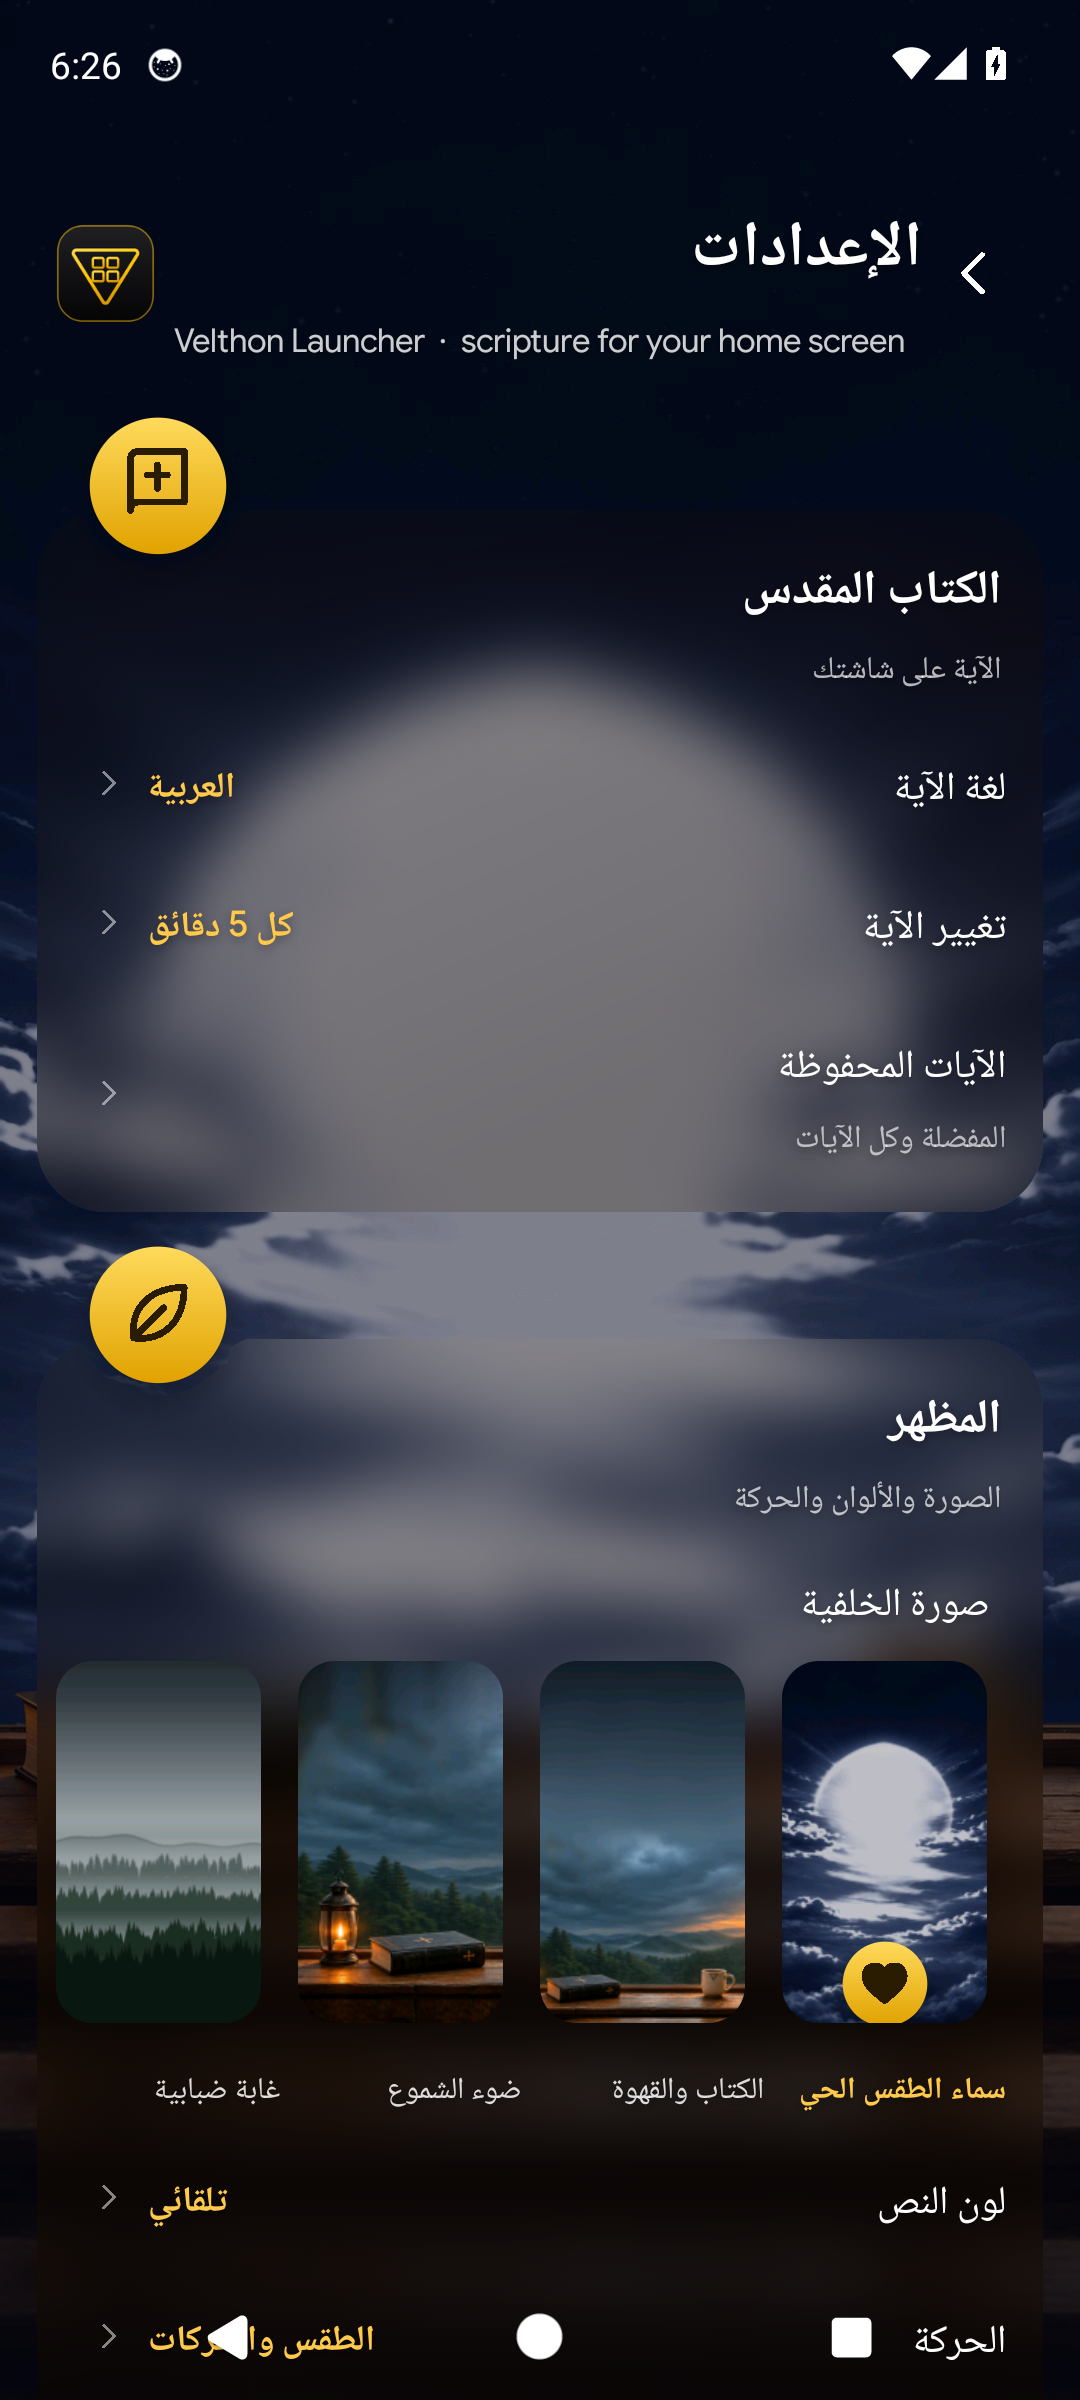 6:26
الإعدادات
Velthon Launcher · scripture for your home screen
الكتاب المقدس
الآية على شاشتك
لغة الآية
العربية
تغيير الآية
كل 5 دقائق
الآيات المحفوظة
المفضلة وكل الآيات
المظهر
الصورة والألوان والحركة
صورة الخلفية
سماء الطقس الحي
الكتاب والقهوة
ضوء الشموع
غابة ضبابية
لون النص
تلقائي
الحركة
الطقس